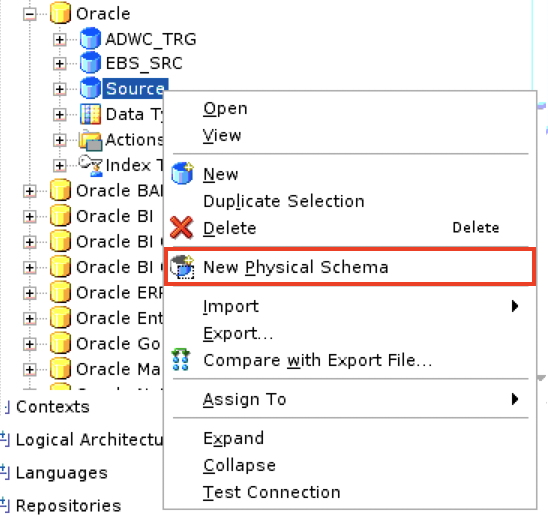 Oracle
ADWC_TRG
EBS_SRC
Source
Data Ty
Actions
Index T
Oracle BA
Oracle BI
Oracle BI
Oracle BI
Oracle ER
Oracle Ent
Oracle Go
Oracle Ma
Contexts
Logical Architectu
Languages
Repositories
Open
View
New
Duplicate Selection
Delete Delete
New Physical Schema
Import
Export...
Compare with Export File...
Assign To
Expand
Collapse
Test Connection